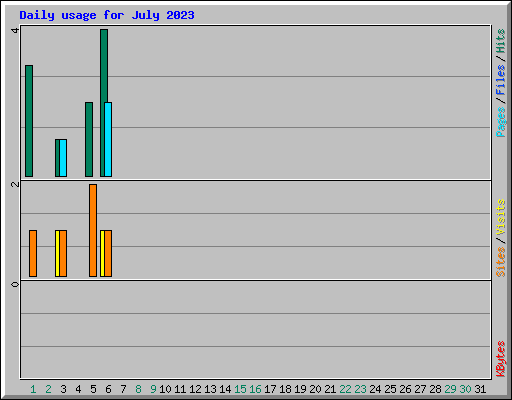 Daily usage for July 2023
4
2
0
Pages / Files / Hits
Sites / Visits
KBytes
1 2 3 4 5 6 7 8 9 10 11 12 13 14 15 16 17 18 19 20 21 22 23 24 25 26 27 28 29 30 31